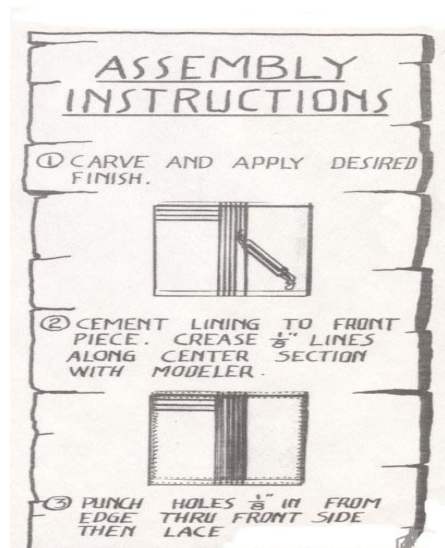 ASSEMBLY
INSTRUCTIONS
① CARVE AND APPLY DESIRED
FINISH.
② CEMENT LINING TO FRONT
PIECE. CREASE 1/8" LINES
ALONG CENTER SECTION
WITH MODELER.
③ PUNCH HOLES 1/8" IN FROM
EDGE THRU FRONT SIDE
THEN LACE